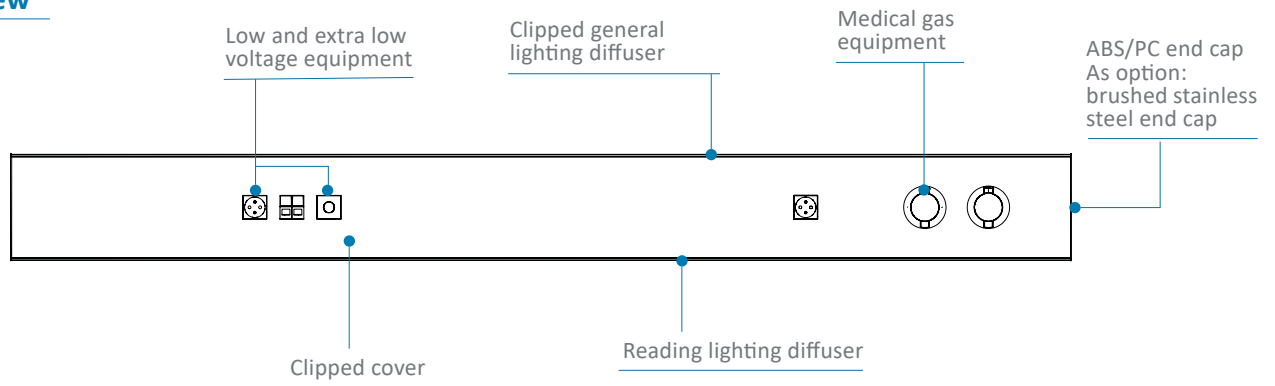 Low and extra low
voltage equipment
Clipped general
lighting diffuser
Medical gas
equipment
ABS/PC end cap
As option:
brushed stainless
steel end cap
Clipped cover
Reading lighting diffuser